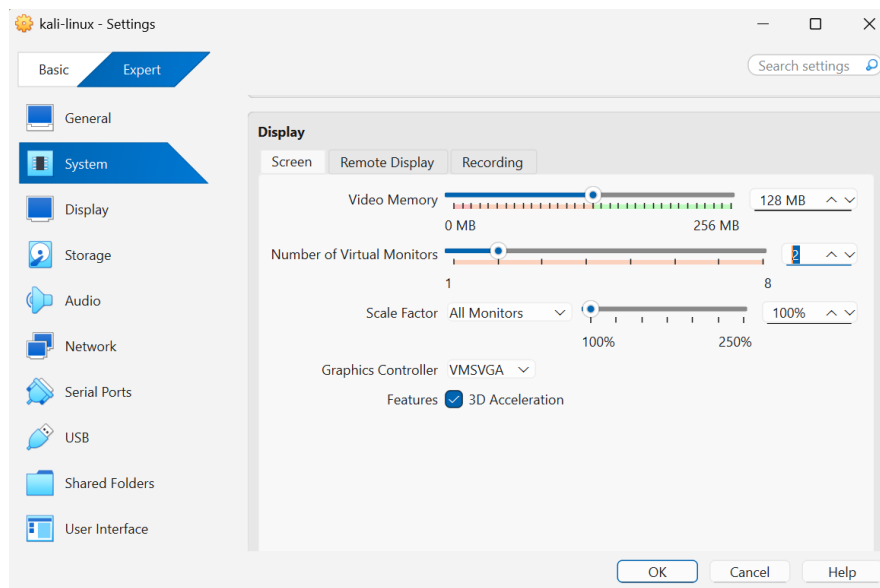 kali-linux - Settings
Basic
Expert
Search settings
General
System
Display
Storage
Audio
Network
Serial Ports
USB
Shared Folders
User Interface
Display
Screen
Remote Display
Recording
Video Memory
128 MB
0 MB
256 MB
Number of Virtual Monitors
2
1
8
Scale Factor
All Monitors
100%
100%
250%
Graphics Controller
VMSVGA
Features
3D Acceleration
OK
Cancel
Help